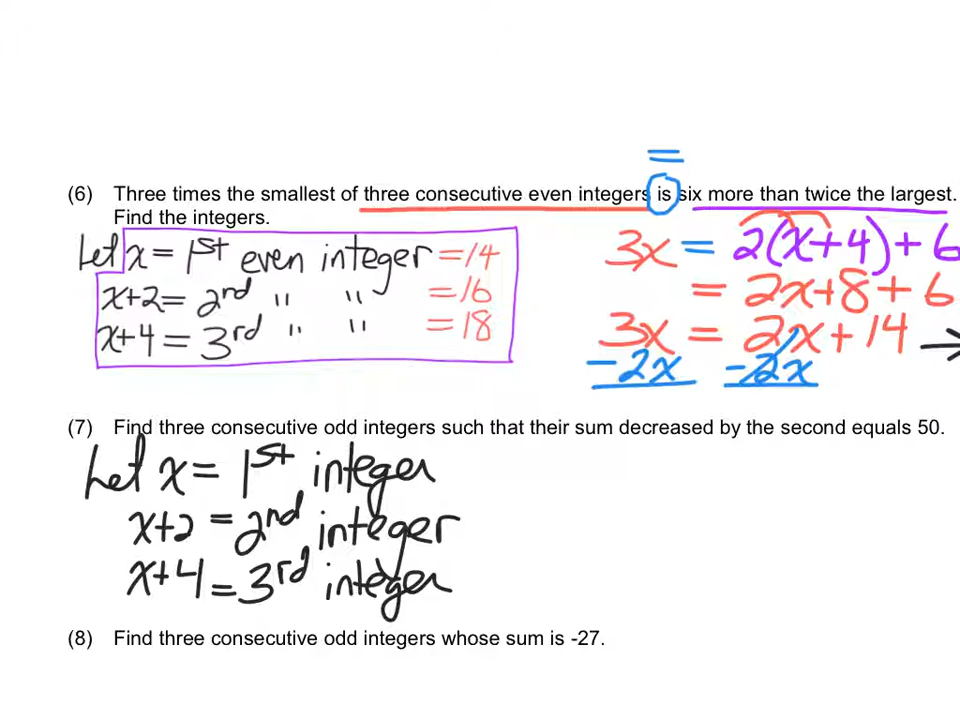 =
(6) Three times the smallest of three consecutive even integers is six more than twice the largest.
Find the integers.
Let x = 1st even integer = 14
x+2 = 2nd " " = 16
x+4 = 3rd " " = 18
3x = 2(x+4) + 6
= 2x+8 + 6
3x = 2x + 14 →
-2x -2x
(7) Find three consecutive odd integers such that their sum decreased by the second equals 50.
Let x = 1st integer
x+2 = 2nd integer
x+4 = 3rd integer
(8) Find three consecutive odd integers whose sum is -27.